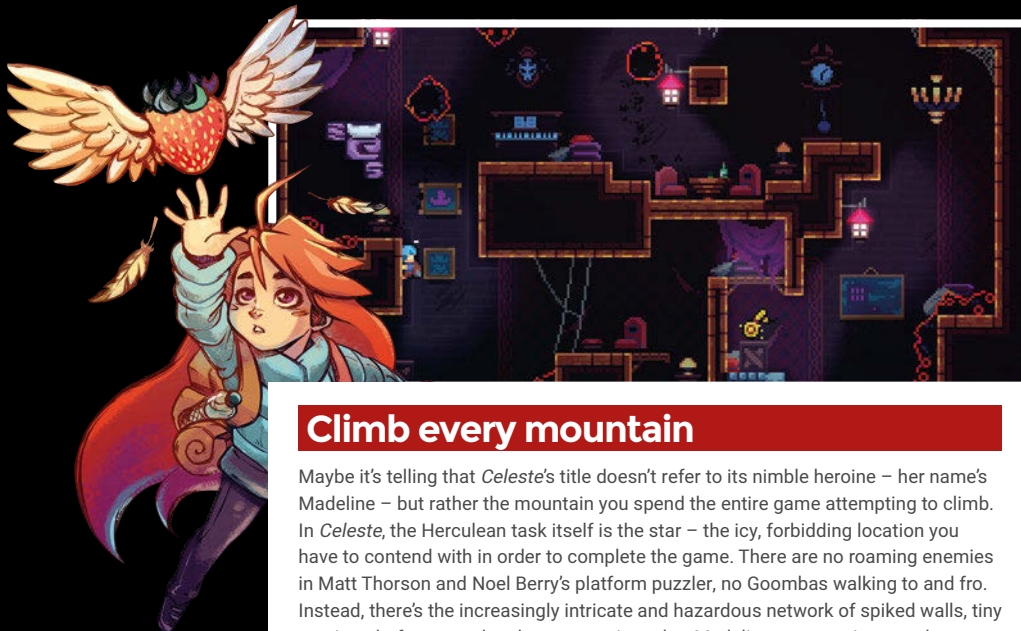 Climb every mountain
Maybe it's telling that Celeste's title doesn't refer to its nimble heroine – her name's
Madeline – but rather the mountain you spend the entire game attempting to climb.
In Celeste, the Herculean task itself is the star – the icy, forbidding location you
have to contend with in order to complete the game. There are no roaming enemies
in Matt Thorson and Noel Berry's platform puzzler, no Goombas walking to and fro.
Instead, there's the increasingly intricate and hazardous network of spiked walls, tiny